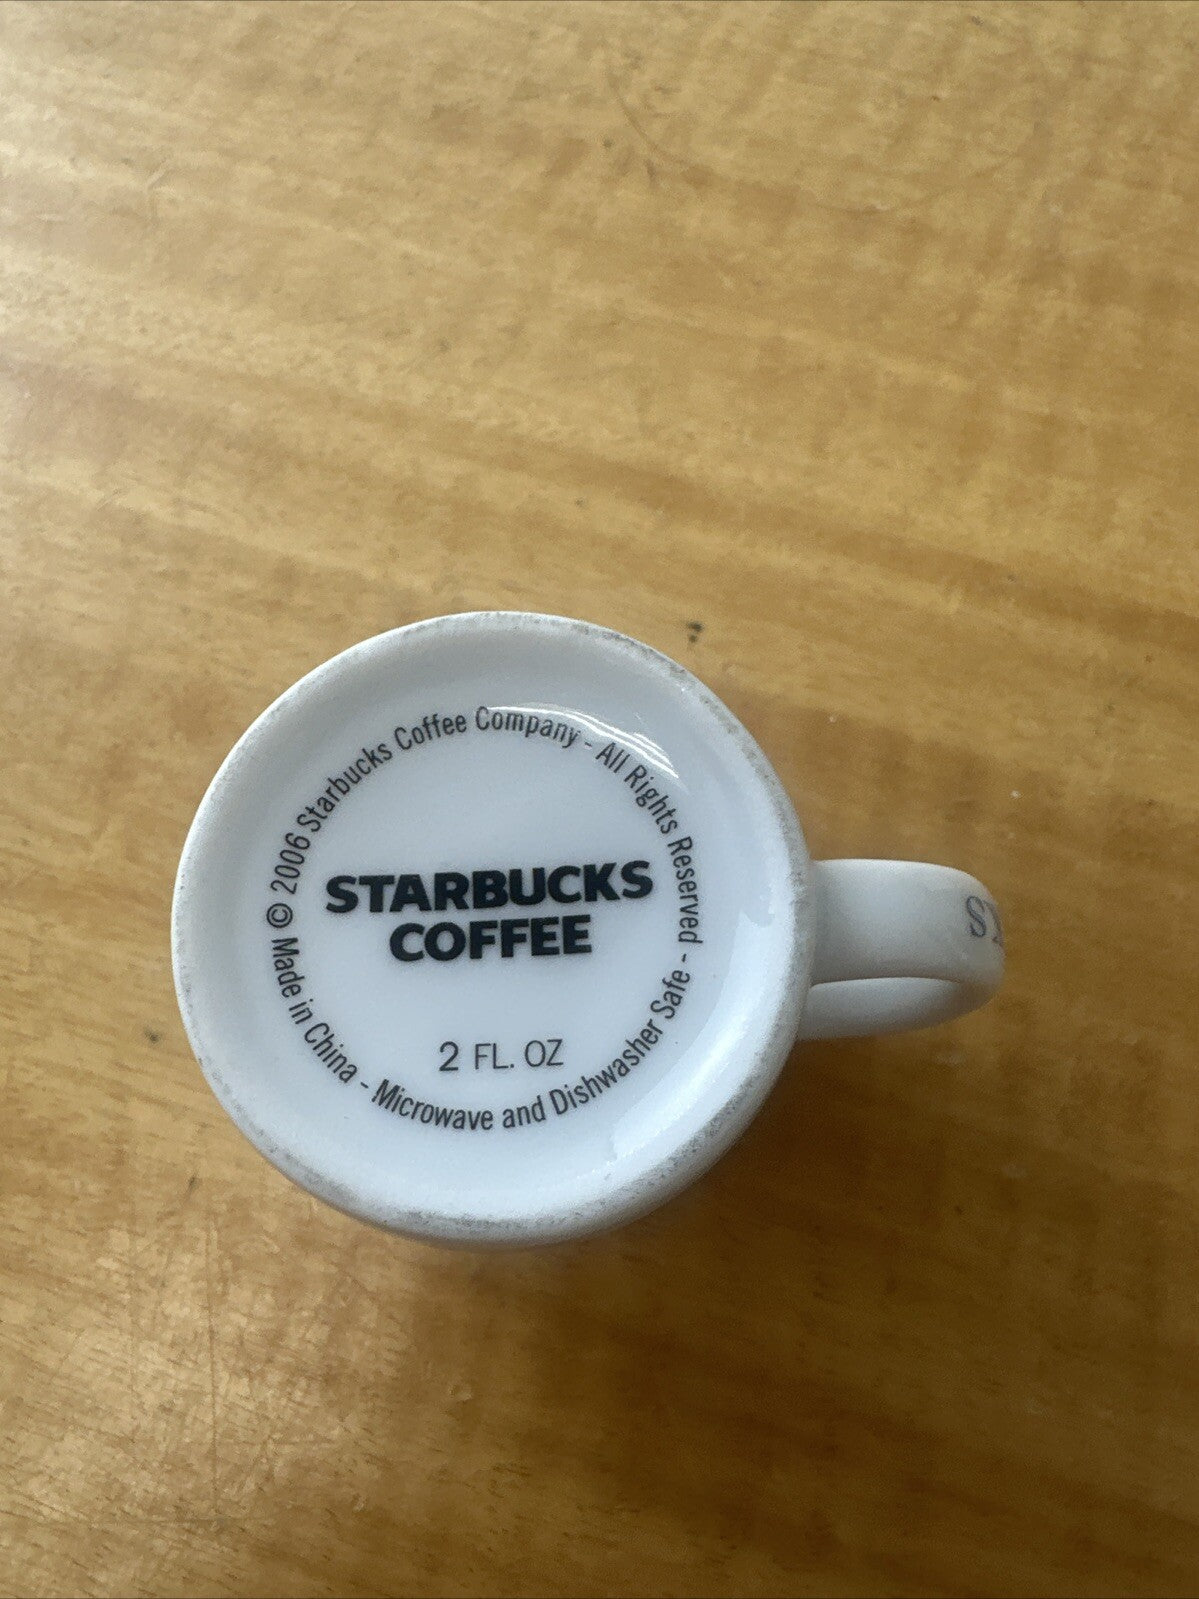 © 2006 Starbucks Coffee Company - All Rights Reserved
STARBUCKS
COFFEE
2 FL. OZ
Made in China - Microwave and Dishwasher Safe -